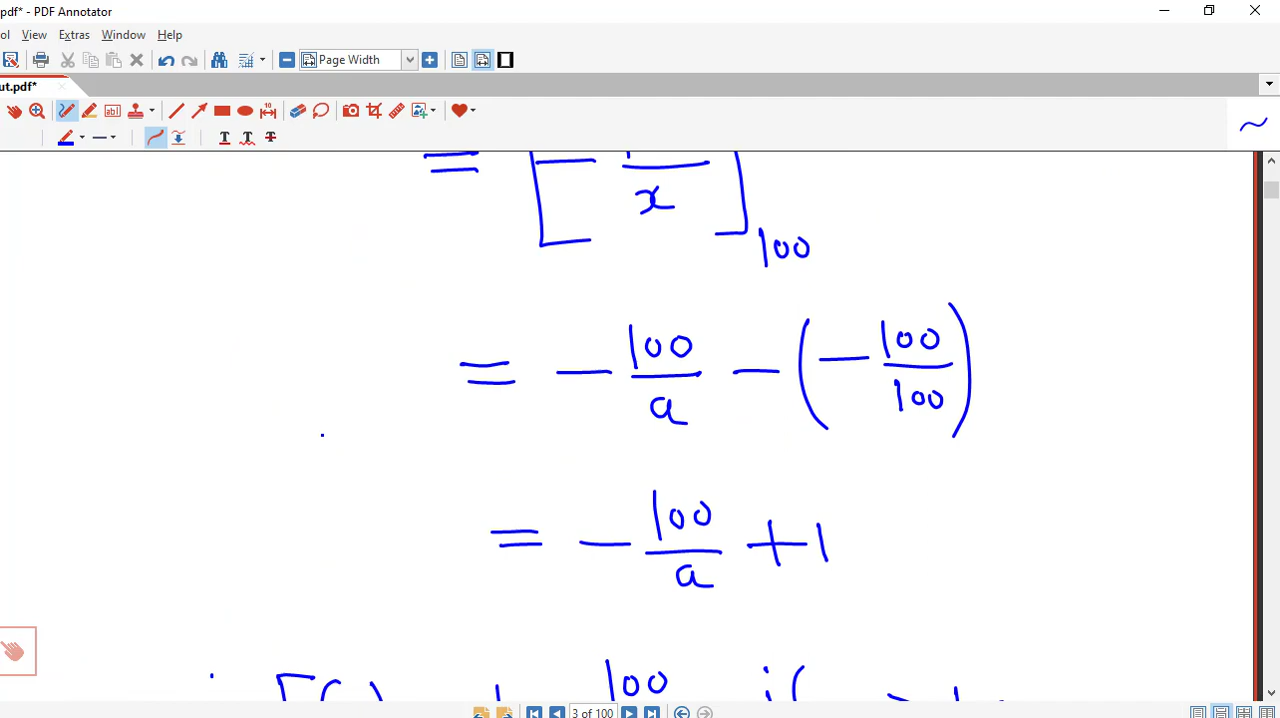 .pdf* - PDF Annotator
ol View Extras Window Help
Page Width
ut.pdf*
= [ - / x ]100
= - 100/a - ( - 100/100 )
= - 100/a + 1
100
3 of 100